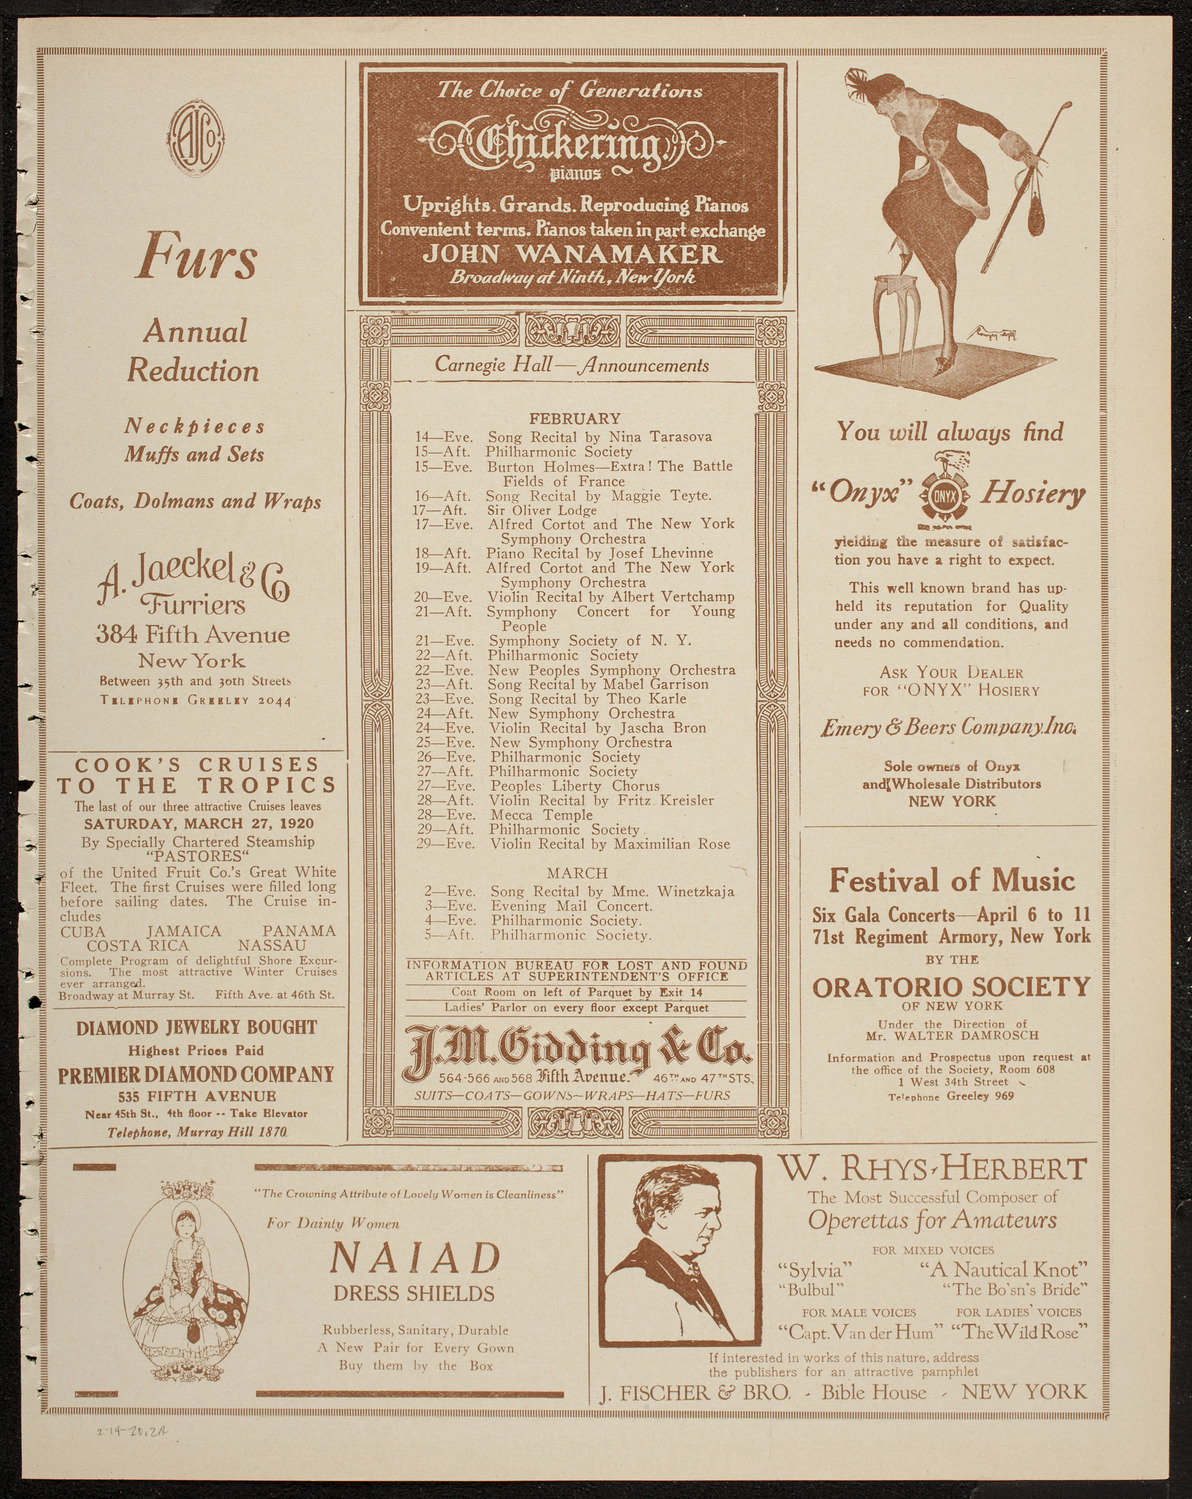 AJCo
Furs
Annual
Reduction
Neckpieces
Muffs and Sets
Coats, Dolmans and Wraps
A. Jaeckel & Co
Furriers
384 Fifth Avenue
New York
Between 35th and 30th Streets
TELEPHONE GREELEY 2044
COOK'S CRUISES
TO THE TROPICS
The last of our three attractive Cruises leaves
SATURDAY, MARCH 27, 1920
By Specially Chartered Steamship
"PASTORES"
of the United Fruit Co.'s Great White
Fleet. The first Cruises were filled long
before sailing dates. The Cruise in-
cludes
CUBA JAMAICA PANAMA
COSTA RICA NASSAU
Complete Program of delightful Shore Excur-
sions. The most attractive Winter Cruises
ever arranged.
Broadway at Murray St. Fifth Ave. at 46th St.
DIAMOND JEWELRY BOUGHT
Highest Prices Paid
PREMIER DIAMOND COMPANY
535 FIFTH AVENUE
Near 45th St., 4th floor -- Take Elevator
Telephone, Murray Hill 1870
The Choice of Generations
Chickering
pianos
Uprights. Grands. Reproducing Pianos
Convenient terms. Pianos taken in part exchange
JOHN WANAMAKER
Broadway at Ninth, New York
Carnegie Hall—Announcements
FEBRUARY
14—Eve. Song Recital by Nina Tarasova
15—Aft. Philharmonic Society
15—Eve. Burton Holmes—Extra! The Battle
Fields of France
16—Aft. Song Recital by Maggie Teyte.
17—Aft. Sir Oliver Lodge
17—Eve. Alfred Cortot and The New York
Symphony Orchestra
18—Aft. Piano Recital by Josef Lhevinne
19—Aft. Alfred Cortot and The New York
Symphony Orchestra
20—Eve. Violin Recital by Albert Vertchamp
21—Aft. Symphony Concert for Young
People
21—Eve. Symphony Society of N. Y.
22—Aft. Philharmonic Society
22—Eve. New Peoples Symphony Orchestra
23—Aft. Song Recital by Mabel Garrison
23—Eve. Song Recital by Theo Karle
24—Aft. New Symphony Orchestra
24—Eve. Violin Recital by Jascha Bron
25—Eve. New Symphony Orchestra
26—Eve. Philharmonic Society
27—Aft. Philharmonic Society
27—Eve. Peoples' Liberty Chorus
28—Aft. Violin Recital by Fritz Kreisler
28—Eve. Mecca Temple
29—Aft. Philharmonic Society
29—Eve. Violin Recital by Maximilian Rose
MARCH
2—Eve. Song Recital by Mme. Winetzkaja
3—Eve. Evening Mail Concert.
4—Eve. Philharmonic Society.
5—Aft. Philharmonic Society.
INFORMATION BUREAU FOR LOST AND FOUND
ARTICLES AT SUPERINTENDENT'S OFFICE
Coat Room on left of Parquet by Exit 14
Ladies' Parlor on every floor except Parquet
J.M. Gidding & Co.
564-566 AND 568 Fifth Avenue. 46TH AND 47TH STS.
SUITS—COATS—GOWNS—WRAPS—HATS—FURS
You will always find
"Onyx" ONYX Hosiery
yielding the measure of satisfac-
tion you have a right to expect.
This well known brand has up-
held its reputation for Quality
under any and all conditions, and
needs no commendation.
ASK YOUR DEALER
FOR "ONYX" HOSIERY
Emery & Beers Company. Inc.
Sole owners of Onyx
and Wholesale Distributors
NEW YORK
Festival of Music
Six Gala Concerts—April 6 to 11
71st Regiment Armory, New York
BY THE
ORATORIO SOCIETY
OF NEW YORK
Under the Direction of
Mr. WALTER DAMROSCH
Information and Prospectus upon request at
the office of the Society, Room 608
1 West 34th Street
Telephone Greeley 969
"The Crowning Attribute of Lovely Women is Cleanliness"
For Dainty Women
NAIAD
DRESS SHIELDS
Rubberless, Sanitary, Durable
A New Pair for Every Gown
Buy them by the Box
W. RHYS-HERBERT
The Most Successful Composer of
Operettas for Amateurs
FOR MIXED VOICES
"Sylvia" "A Nautical Knot"
"Bulbul" "The Bo'sn's Bride"
FOR MALE VOICES FOR LADIES' VOICES
"Capt. Van der Hum" "The Wild Rose"
If interested in works of this nature, address
the publishers for an attractive pamphlet
J. FISCHER & BRO. - Bible House - NEW YORK
2-14-20,2R